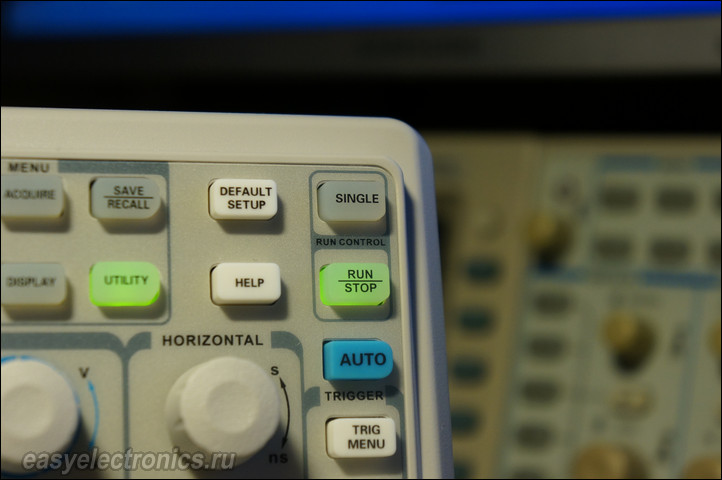 MENU
ACQUIRE
SAVE
RECALL
DEFAULT
SETUP
SINGLE
RUN CONTROL
DISPLAY
UTILITY
HELP
RUN
STOP
HORIZONTAL
AUTO
V
S
TRIGGER
TRIG
MENU
ns
easyelectronics.ru